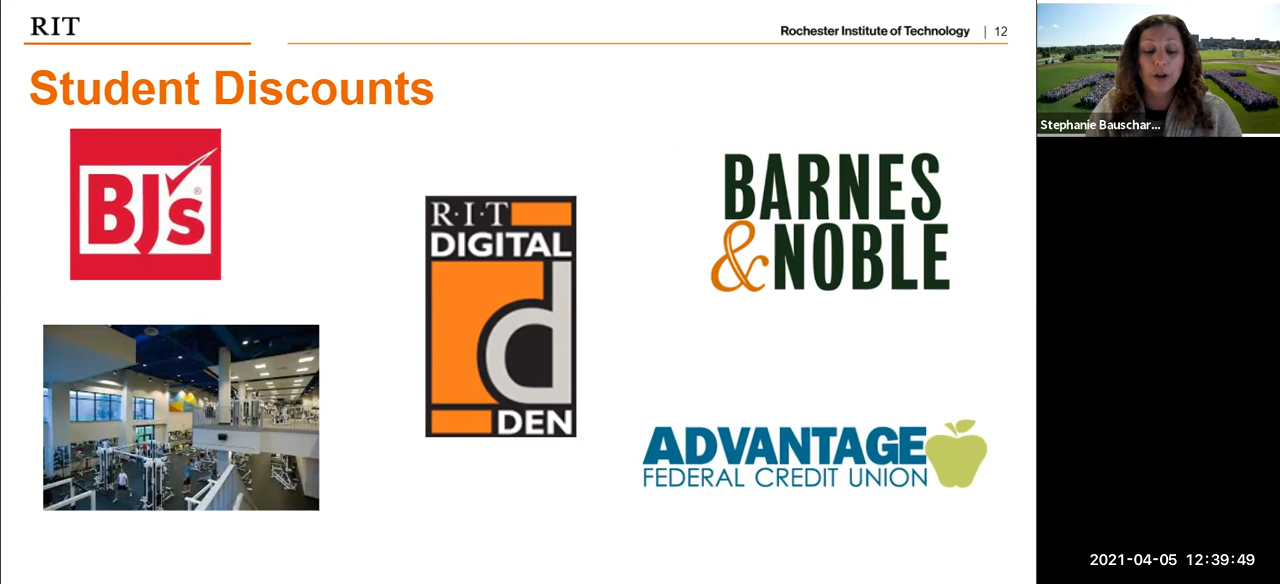 RIT
Rochester Institute of Technology | 12
Student Discounts
BJ's®
R·I·T
DIGITAL
d
DEN
BARNES
&NOBLE
ADVANTAGE
FEDERAL CREDIT UNION
Stephanie Bauschar...
2021-04-05 12:39:49